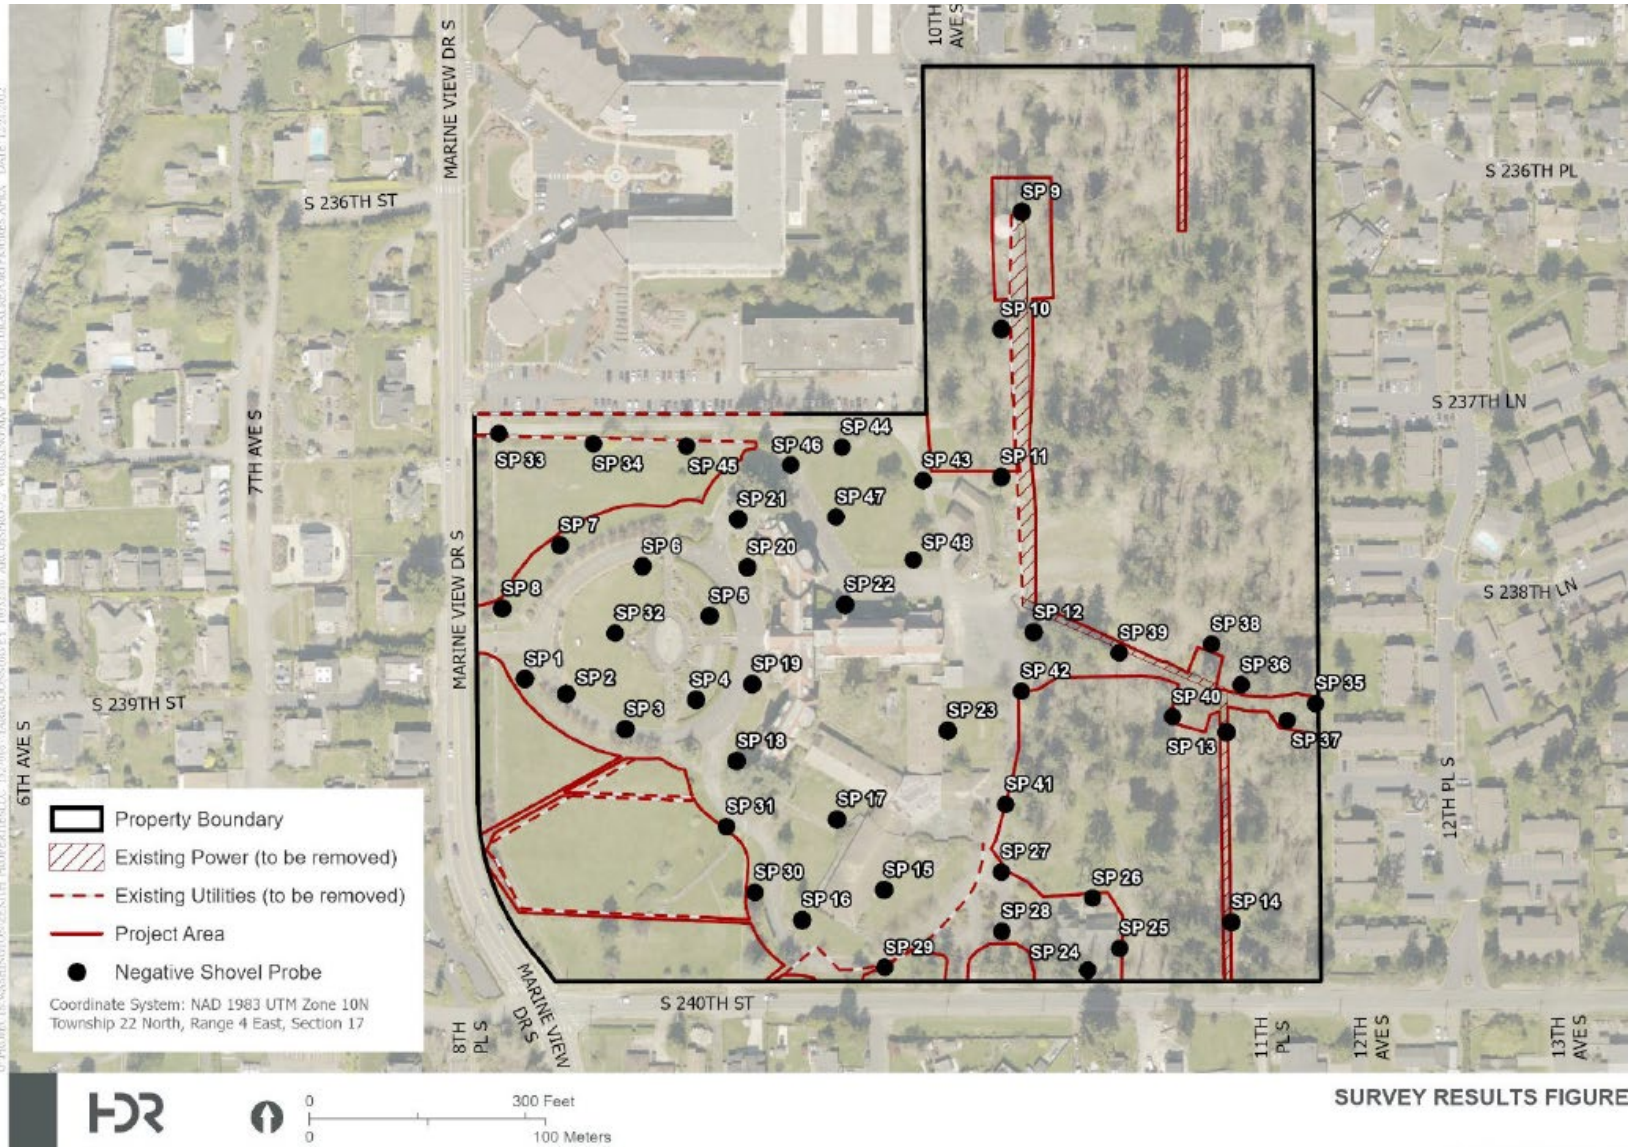 10TH
AVE S
MARINE VIEW DR S
S 236TH ST
S 236TH PL
SP 9
SP 10
S 237TH LN
7TH AVE S
SP 33
SP 34
SP 45
SP 46
SP 44
SP 43
SP 11
SP 21
SP 47
SP 7
SP 20
SP 48
SP 6
MARINE VIEW DR S
SP 8
SP 5
SP 22
S 238TH LN
SP 32
SP 12
SP 38
SP 39
SP 1
SP 19
SP 36
SP 2
SP 4
SP 42
SP 35
SP 40
S 239TH ST
SP 3
SP 23
SP 37
SP 13
6TH AVE S
SP 18
SP 41
12TH PL S
SP 31
SP 17
SP 27
SP 30
SP 15
SP 26
SP 16
SP 28
SP 14
SP 25
SP 29
SP 24
Property Boundary
Existing Power (to be removed)
Existing Utilities (to be removed)
Project Area
Negative Shovel Probe
Coordinate System: NAD 1983 UTM Zone 10N
Township 22 North, Range 4 East, Section 17
S 240TH ST
MARINE VIEW
DR S
8TH
PL S
11TH
PL S
12TH
AVE S
13TH
AVE S
HDR
0
300 Feet
0
100 Meters
SURVEY RESULTS FIGURE